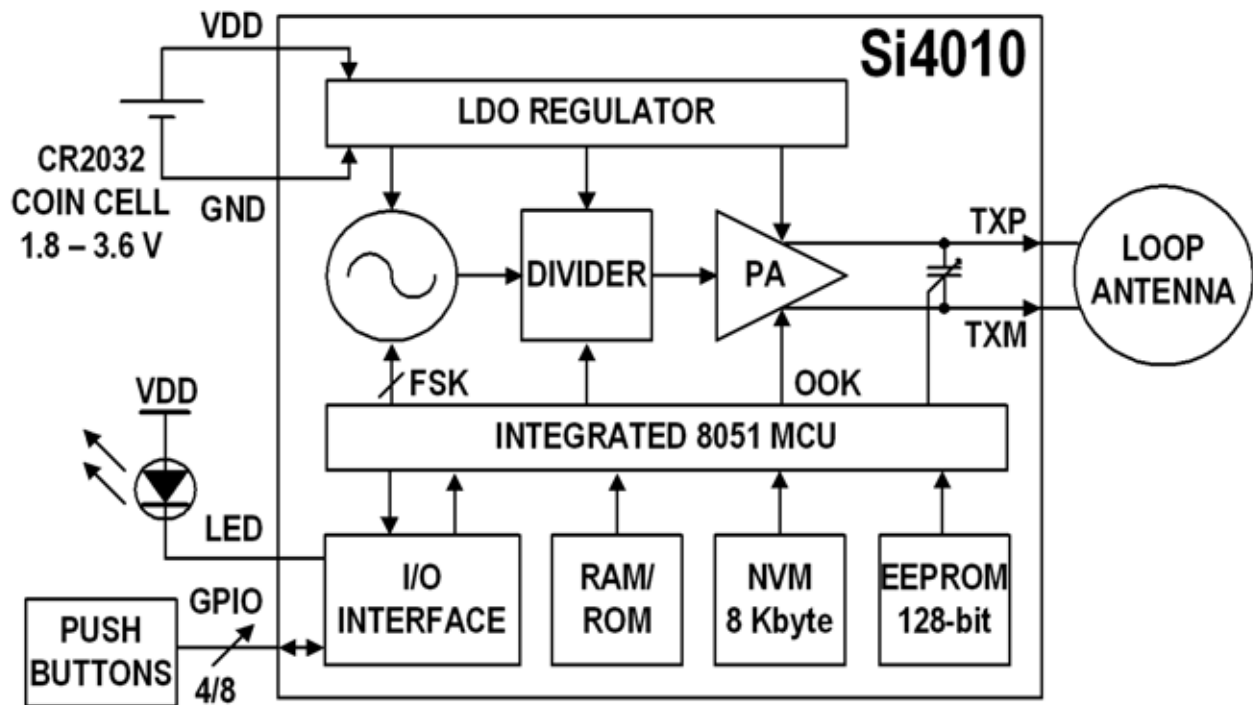 VDD
Si4010
LDO REGULATOR
CR2032
COIN CELL
1.8 – 3.6 V
GND
TXP
DIVIDER
PA
LOOP
ANTENNA
TXM
FSK
OOK
VDD
INTEGRATED 8051 MCU
LED
I/O
INTERFACE
RAM/
ROM
NVM
8 Kbyte
EEPROM
128-bit
GPIO
PUSH
BUTTONS
4/8